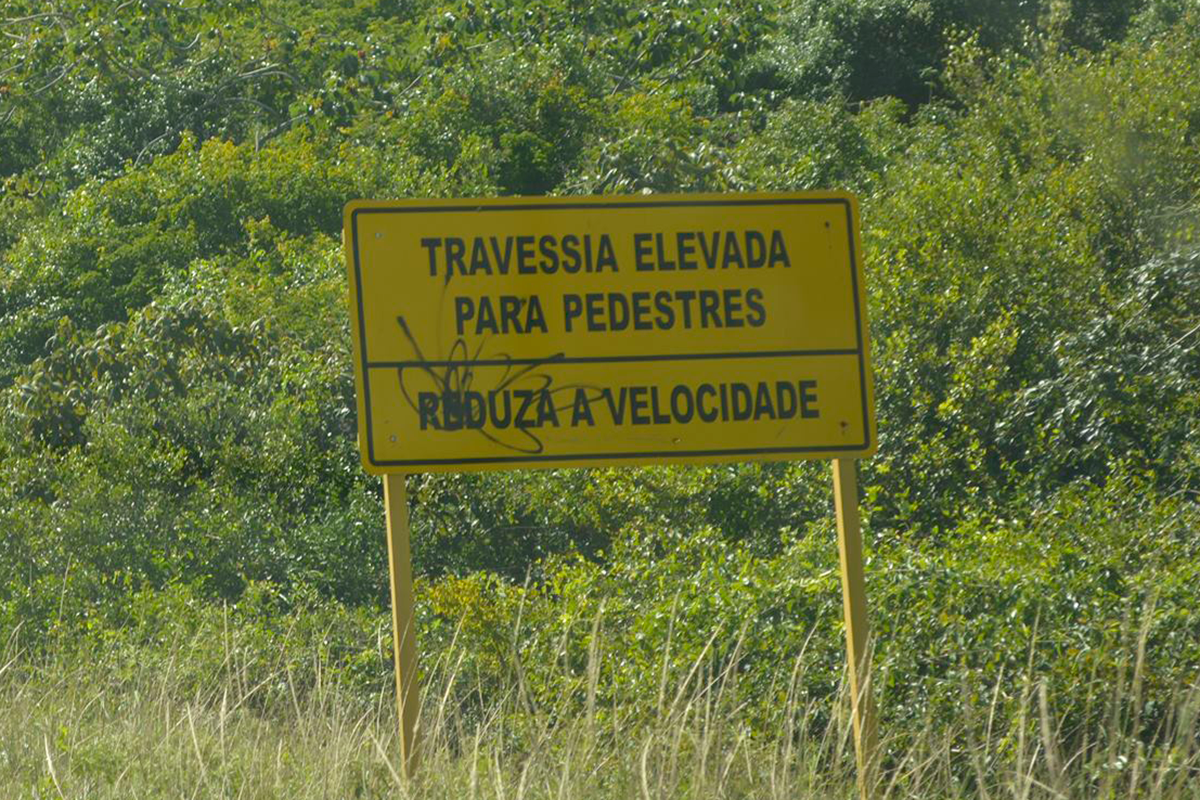 TRAVESSIA ELEVADA
PARA PEDESTRES
REDUZA A VELOCIDADE